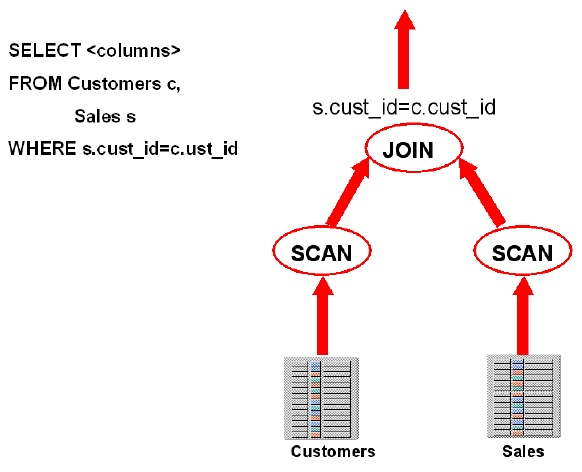 SELECT <columns>
FROM Customers c,
Sales s
WHERE s.cust_id=c.ust_id
s.cust_id=c.cust_id
JOIN
SCAN
SCAN
Customers
Sales